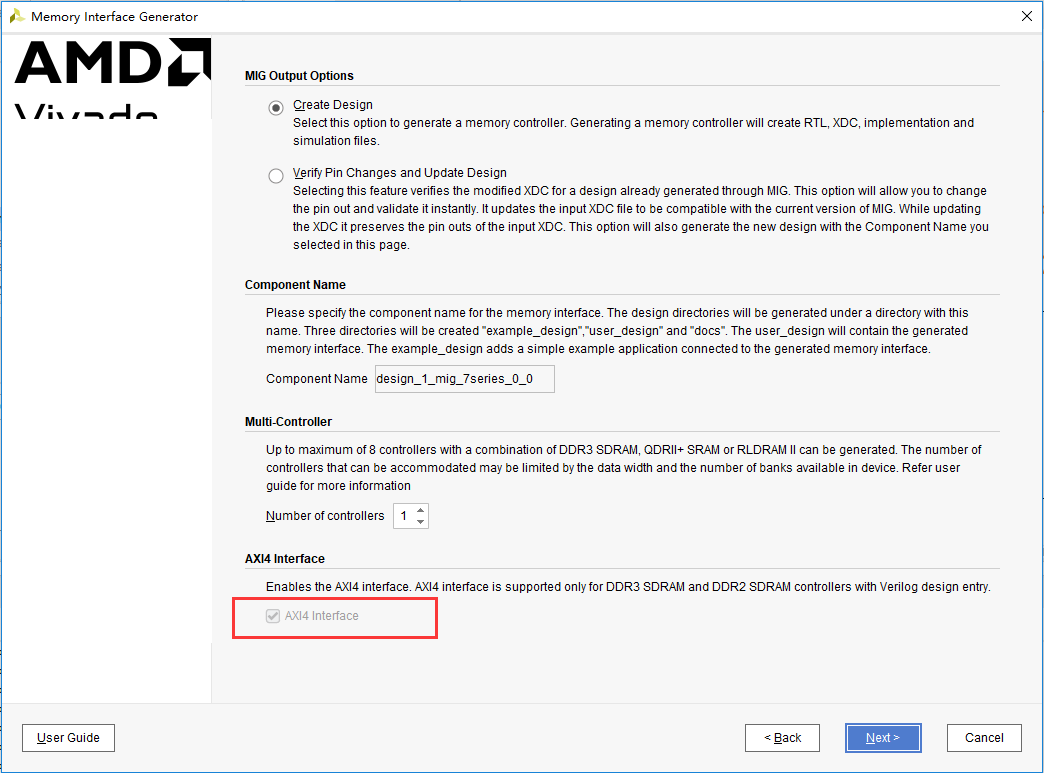 Memory Interface Generator
AMD
Vivado
MIG Output Options
Create Design
Select this option to generate a memory controller. Generating a memory controller will create RTL, XDC, implementation and
simulation files.
Verify Pin Changes and Update Design
Selecting this feature verifies the modified XDC for a design already generated through MIG. This option will allow you to change
the pin out and validate it instantly. It updates the input XDC file to be compatible with the current version of MIG. While updating
the XDC it preserves the pin outs of the input XDC. This option will also generate the new design with the Component Name you
selected in this page.
Component Name
Please specify the component name for the memory interface. The design directories will be generated under a directory with this
name. Three directories will be created "example_design","user_design" and "docs". The user_design will contain the generated
memory interface. The example_design adds a simple example application connected to the generated memory interface.
Component Name design_1_mig_7series_0_0
Multi-Controller
Up to maximum of 8 controllers with a combination of DDR3 SDRAM, QDRII+ SRAM or RLDRAM II can be generated. The number of
controllers that can be accommodated may be limited by the data width and the number of banks available in device. Refer user
guide for more information
Number of controllers 1
AXI4 Interface
Enables the AXI4 interface. AXI4 interface is supported only for DDR3 SDRAM and DDR2 SDRAM controllers with Verilog design entry.
AXI4 Interface
User Guide < Back Next > Cancel